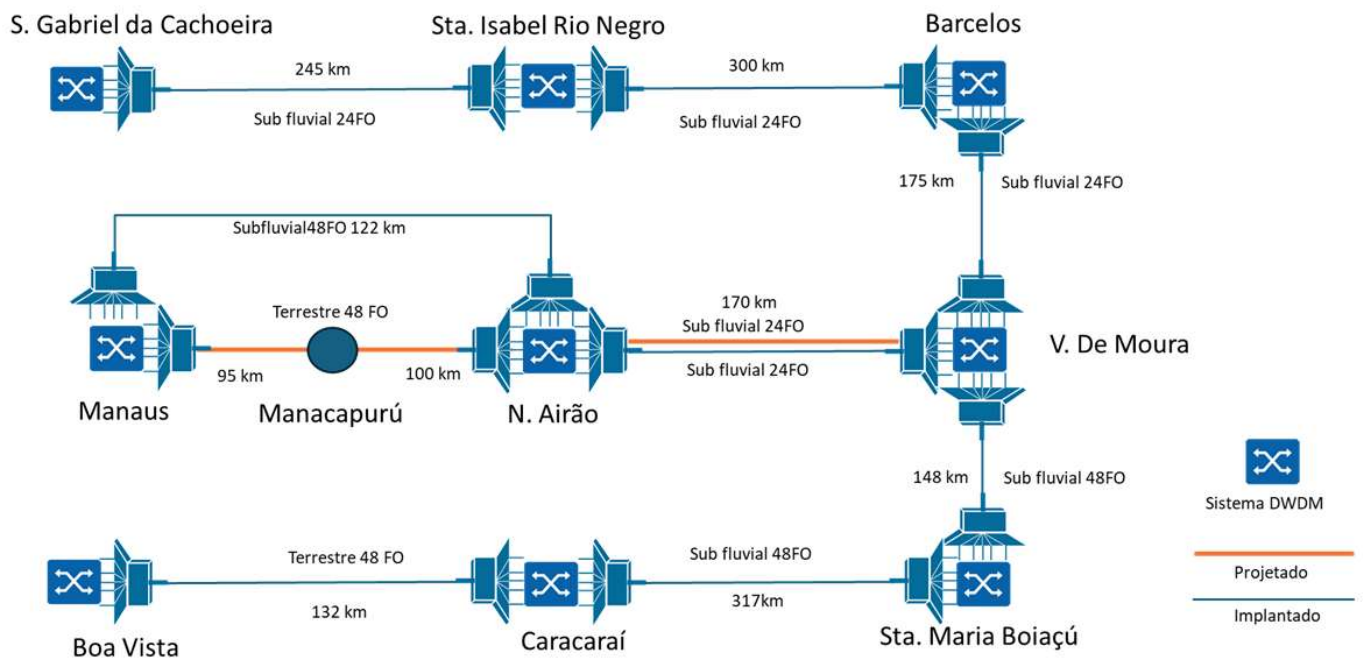 S. Gabriel da Cachoeira
Sta. Isabel Rio Negro
Barcelos
245 km
Sub fluvial 24FO
300 km
Sub fluvial 24FO
175 km
Sub fluvial 24FO
Subfluvial48FO 122 km
Terrestre 48 FO
95 km
100 km
170 km
Sub fluvial 24FO
Sub fluvial 24FO
V. De Moura
Manaus
Manacapurú
N. Airão
148 km
Sub fluvial 48FO
Sistema DWDM
Terrestre 48 FO
132 km
Sub fluvial 48FO
317km
Projetado
Implantado
Boa Vista
Caracaraí
Sta. Maria Boiaçú